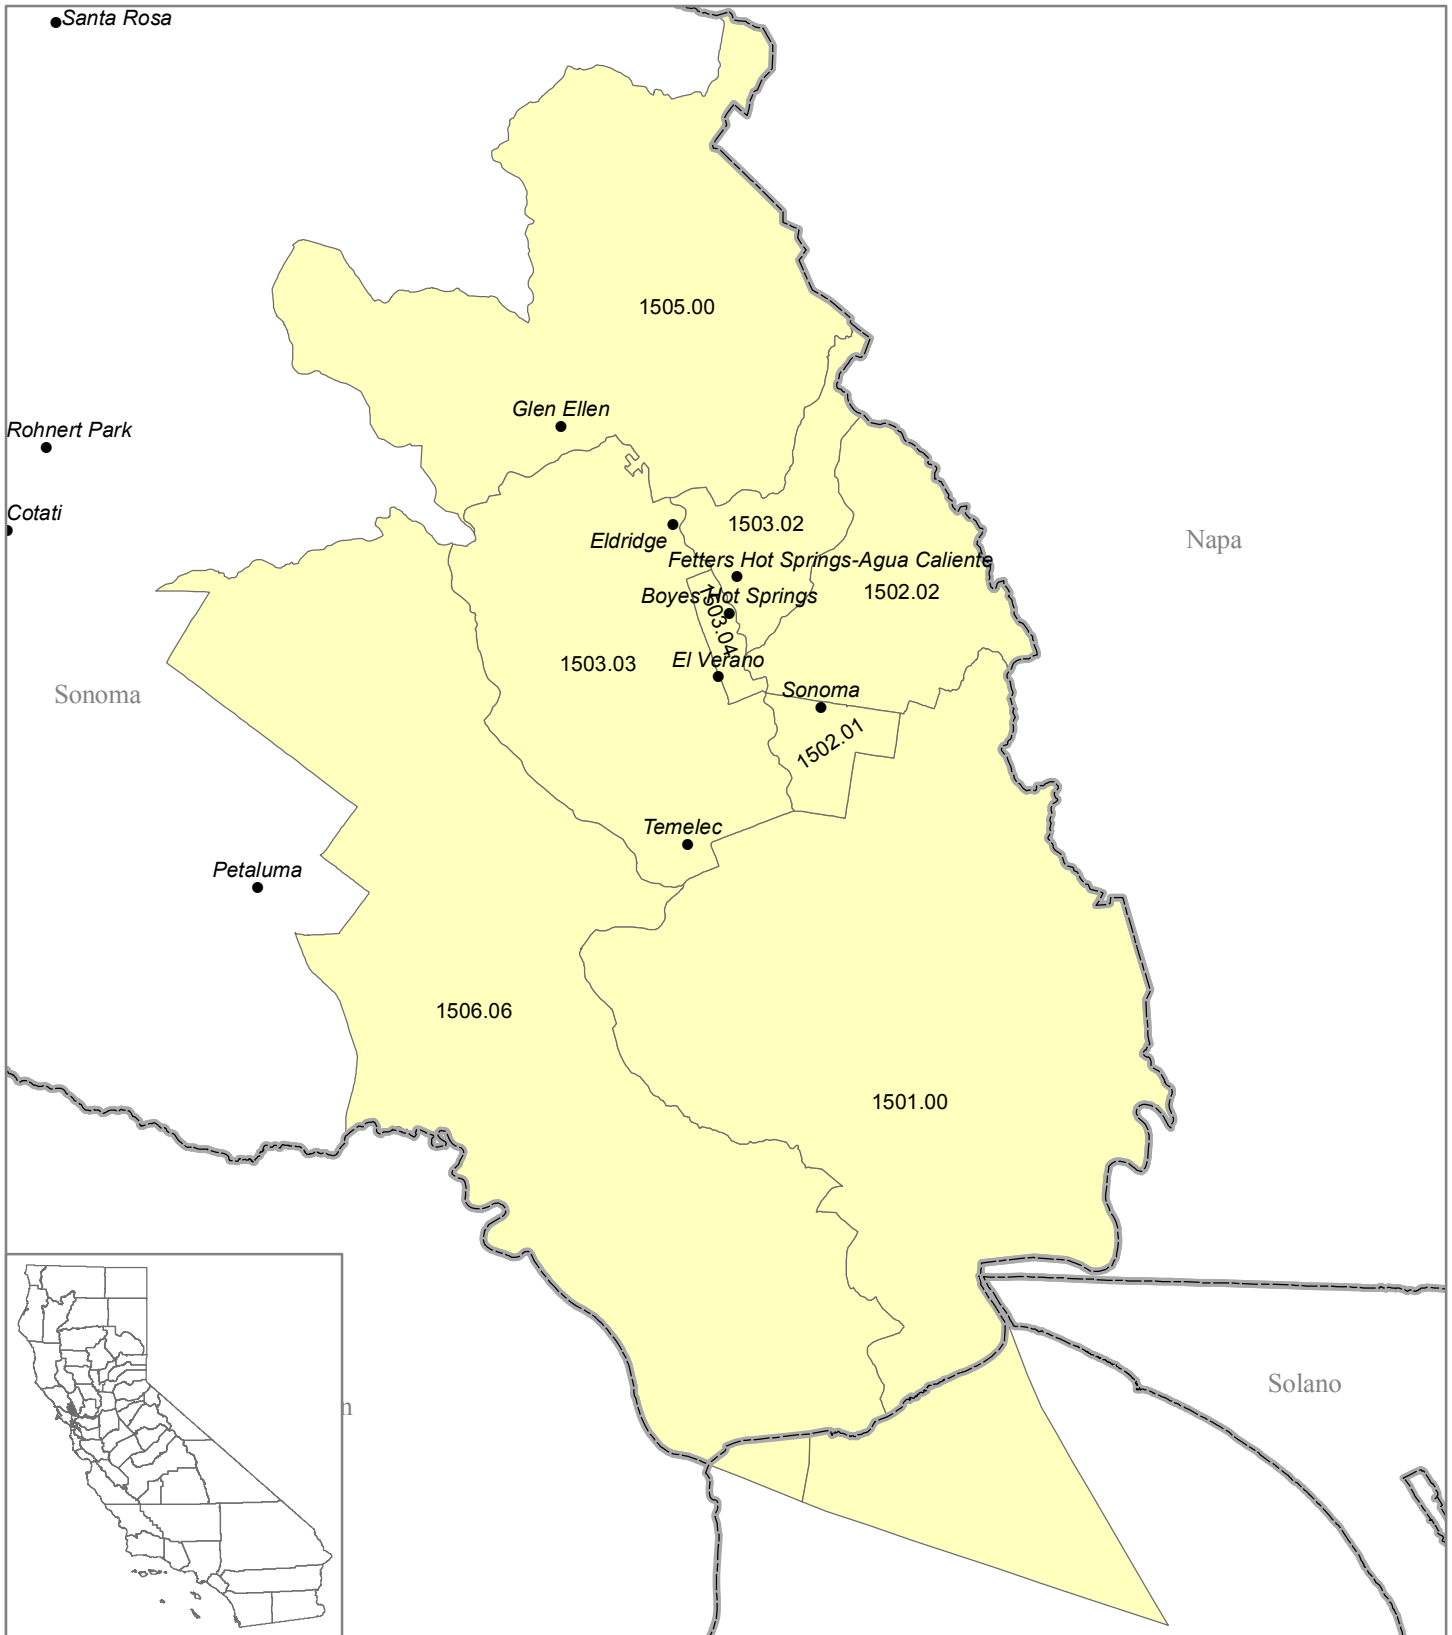 Santa Rosa
1505.00
Glen Ellen
Rohnert Park
Cotati
1503.02
Eldridge
Napa
Fetters Hot Springs-Agua Caliente
1502.02
Boyes Hot Springs
1503.04
El Verano
1503.03
Sonoma
Sonoma
1502.01
Temelec
Petaluma
1506.06
1501.00
Solano
n